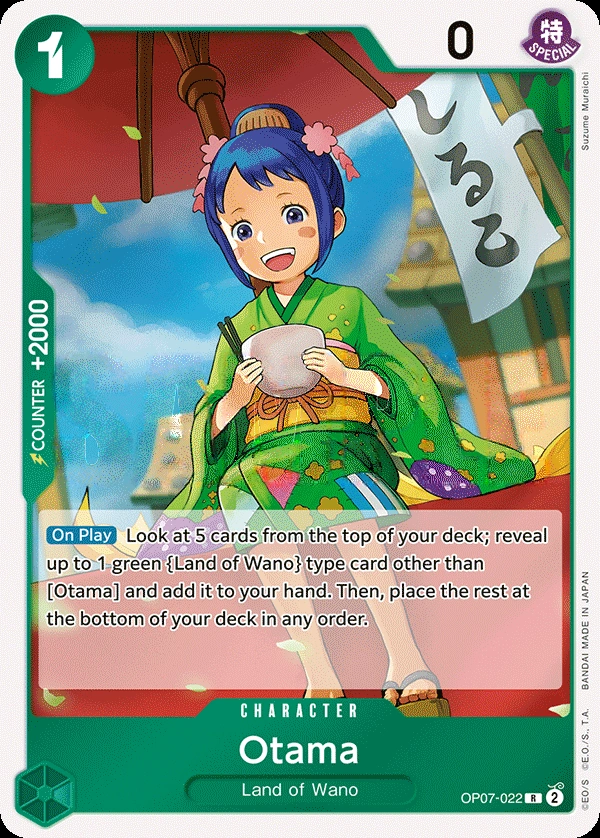 1
0
特
SPECIAL
Suzume Muraichi
しるこ
COUNTER +2000
On Play Look at 5 cards from the top of your deck; reveal
up to 1 green {Land of Wano} type card other than
[Otama] and add it to your hand. Then, place the rest at
the bottom of your deck in any order.
CHARACTER
Otama
Land of Wano
OP07-022 R 2
©EO/S ©E.O./S., T.A. BANDAI MADE IN JAPAN